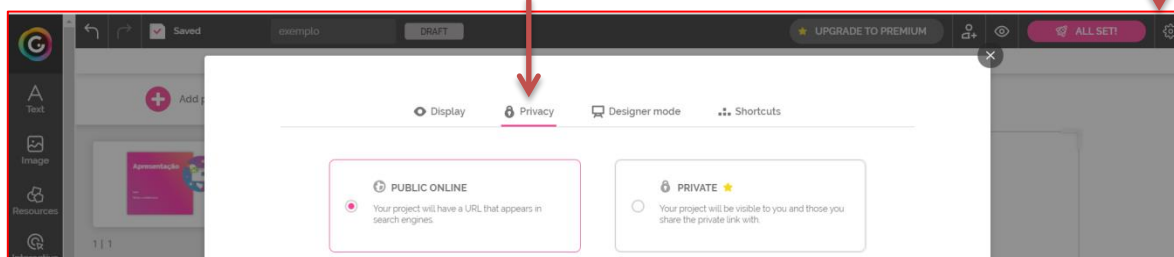 Saved
exemplo
DRAFT
UPGRADE TO PREMIUM
ALL SET!
Text
Add
Display
Privacy
Designer mode
Shortcuts
Image
Apresentação
Resources
PUBLIC ONLINE
Your project will have a URL that appears in
search engines.
PRIVATE
Your project will be visible to you and those you
share the private link with.
1 | 1